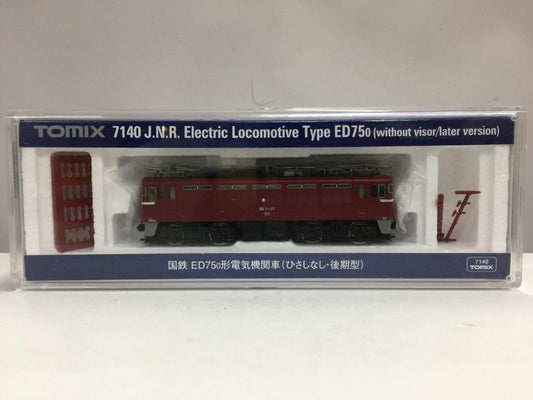 TOMIX 7140 J.N.R. Electric Locomotive Type ED750 (without visor/later version)
国鉄 ED750形電気機関車(ひさしなし・後期型)
7140
TOMIX